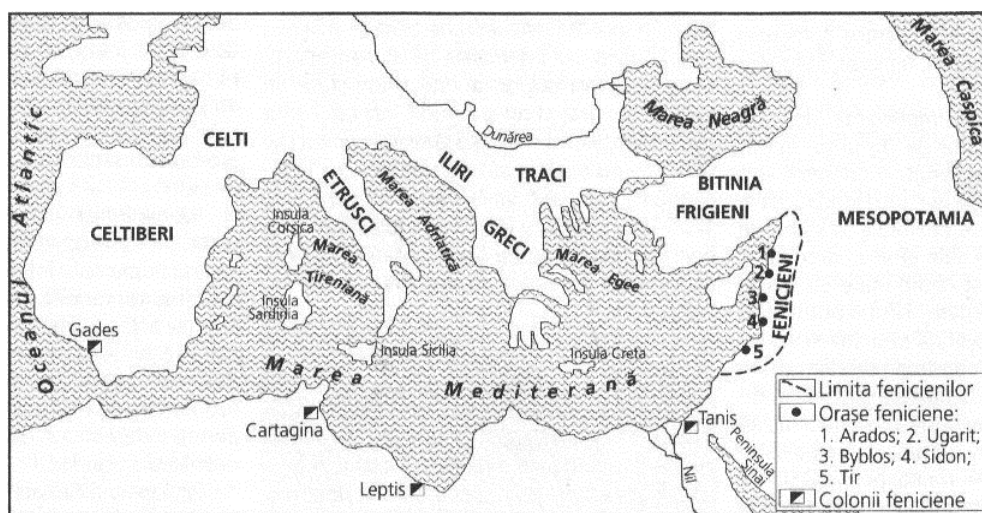 Oceanul Atlantic
Marea Caspica
Marea Neagră
Dunărea
CELTI
ILIRI
TRACI
ETRUSCI
BITINIA
FRIGIENI
MESOPOTAMIA
CELTIBERI
Insula
Corsica
Marea
Tireniană
Marea Adriatică
GRECI
Marea Egee
FENICIENI
1
2
3
4
5
Insula
Sardinia
Gades
Insula Sicilia
Insula Creta
Marea Mediterană
Cartagina
Leptis
Tanis
Nil
Peninsula
Sinai
Limita fenicienilor
Orașe feniciene:
1. Arados; 2. Ugarit;
3. Byblos; 4. Sidon;
5. Tir
Colonii feniciene